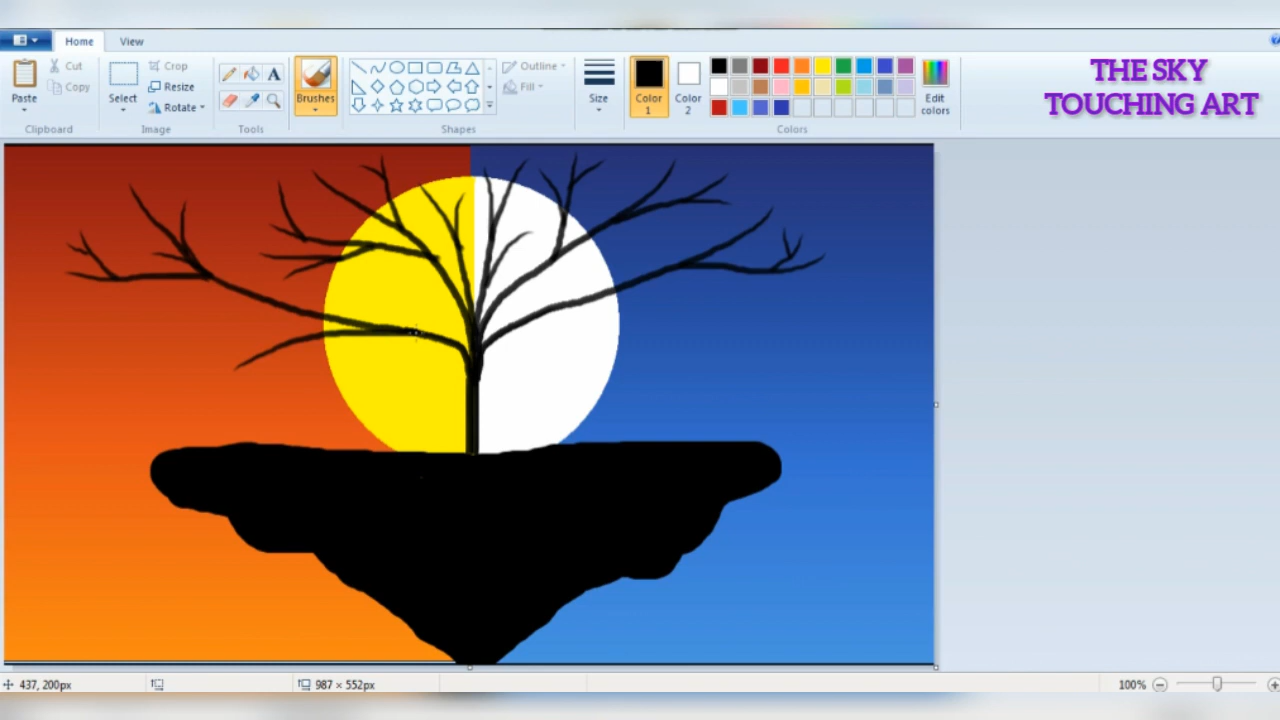 Home
View
Cut
Copy
Paste
Clipboard
Crop
Resize
Rotate
Select
Image
A
Tools
Brushes
Outline
Fill
Shapes
Size
Color
1
Color
2
Colors
Edit
colors
THE SKY
TOUCHING ART
437, 200px
987 × 552px
100%